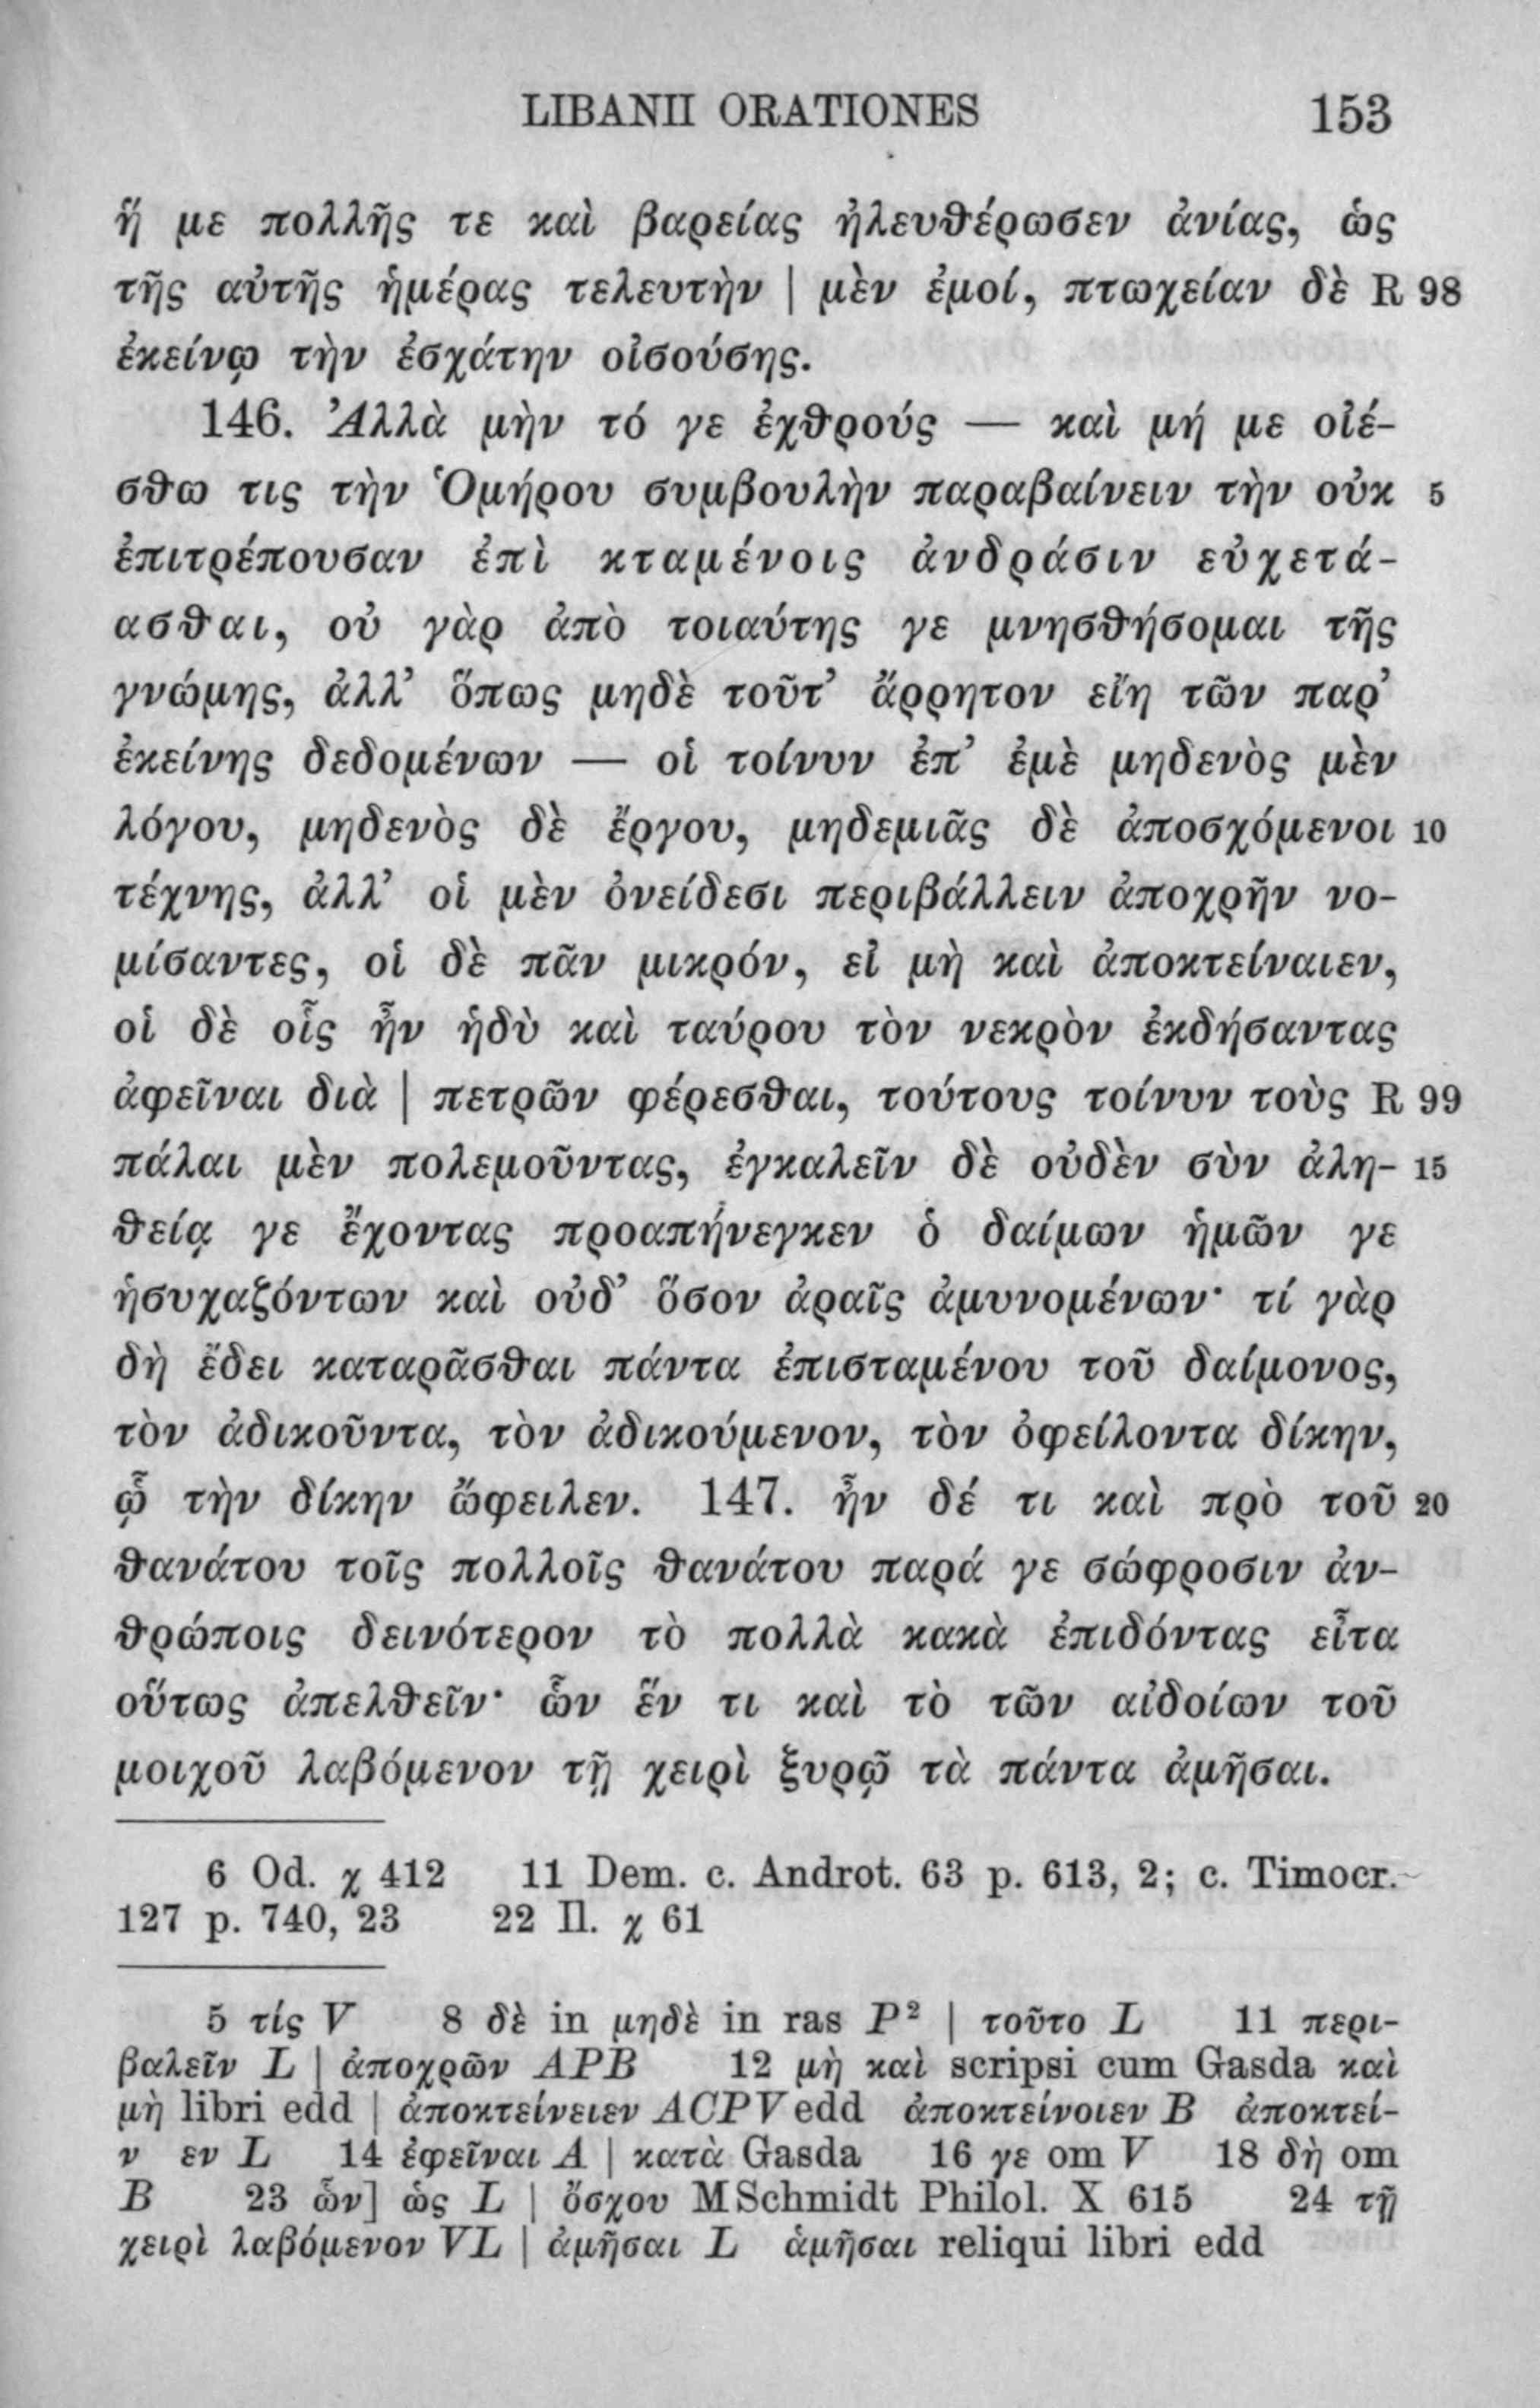 LIBANII ORATIONES 153
ἥ με πολλῆς τε καὶ βαρείας ἠλευθέρωσεν ἀνίας, ὡς
τῆς αὐτῆς ἡμέρας τελευτὴν | μὲν ἐμοί, πτωχείαν δὲ R 98
ἐκείνῳ τὴν ἐσχάτην οἰσούσης.
146. Ἀλλὰ μὴν τό γε ἐχθρούς — καὶ μή με οἰέ-
σθω τις τὴν Ὁμήρου συμβουλὴν παραβαίνειν τὴν οὐκ 5
ἐπιτρέπουσαν ἐπὶ κταμένοις ἀνδράσιν εὐχετά-
ασθαι, οὐ γὰρ ἀπὸ τοιαύτης γε μνησθήσομαι τῆς
γνώμης, ἀλλ’ ὅπως μηδὲ τοῦτ’ ἄρρητον εἴη τῶν παρ’
ἐκείνης δεδομένων — οἱ τοίνυν ἐπ’ ἐμὲ μηδενὸς μὲν
λόγου, μηδενὸς δὲ ἔργου, μηδεμιᾶς δὲ ἀποσχόμενοι 10
τέχνης, ἀλλ’ οἱ μὲν ὀνείδεσι περιβάλλειν ἀποχρῆν νο-
μίσαντες, οἱ δὲ πᾶν μικρόν, εἰ μὴ καὶ ἀποκτείναιεν,
οἱ δὲ οἷς ἦν ἡδὺ καὶ ταύρου τὸν νεκρὸν ἐκδήσαντας
ἀφεῖναι διὰ | πετρῶν φέρεσθαι, τούτους τοίνυν τοὺς R 99
πάλαι μὲν πολεμοῦντας, ἐγκαλεῖν δὲ οὐδὲν σὺν ἀλη- 15
θείᾳ γε ἔχοντας προαπήνεγκεν ὁ δαίμων ἡμῶν γε
ἡσυχαζόντων καὶ οὐδ’ ὅσον ἀραῖς ἀμυνομένων· τί γὰρ
δὴ ἔδει καταρᾶσθαι πάντα ἐπισταμένου τοῦ δαίμονος,
τὸν ἀδικοῦντα, τὸν ἀδικούμενον, τὸν ὀφείλοντα δίκην,
ᾧ τὴν δίκην ὤφειλεν. 147. ἦν δέ τι καὶ πρὸ τοῦ 20
θανάτου τοῖς πολλοῖς θανάτου παρά γε σώφροσιν ἀν-
θρώποις δεινότερον τὸ πολλὰ κακὰ ἐπιδόντας εἶτα
οὕτως ἀπελθεῖν· ὧν ἕν τι καὶ τὸ τῶν αἰδοίων τοῦ
μοιχοῦ λαβόμενον τῇ χειρὶ ξυρῷ τὰ πάντα ἀμῆσαι.
6 Od. χ 412 11 Dem. c. Androt. 63 p. 613, 2; c. Timocr.
127 p. 740, 23 22 Il. χ 61
5 τίς V 8 δὲ in μηδὲ in ras P² | τοῦτο L 11 περι-
βαλεῖν L | ἀποχρῶν APB 12 μὴ καὶ scripsi cum Gasda καὶ
μὴ libri edd | ἀποκτείνειεν ACPV edd ἀποκτείνοιεν B ἀποκτεί-
ν εν L 14 ἐφεῖναι A | κατὰ Gasda 16 γε om V 18 δὴ om
B 23 ὧν] ὡς L | ὄσχου MSchmidt Philol. X 615 24 τῇ
χειρὶ λαβόμενον VL | ἀμῆσαι L ἁμῆσαι reliqui libri edd